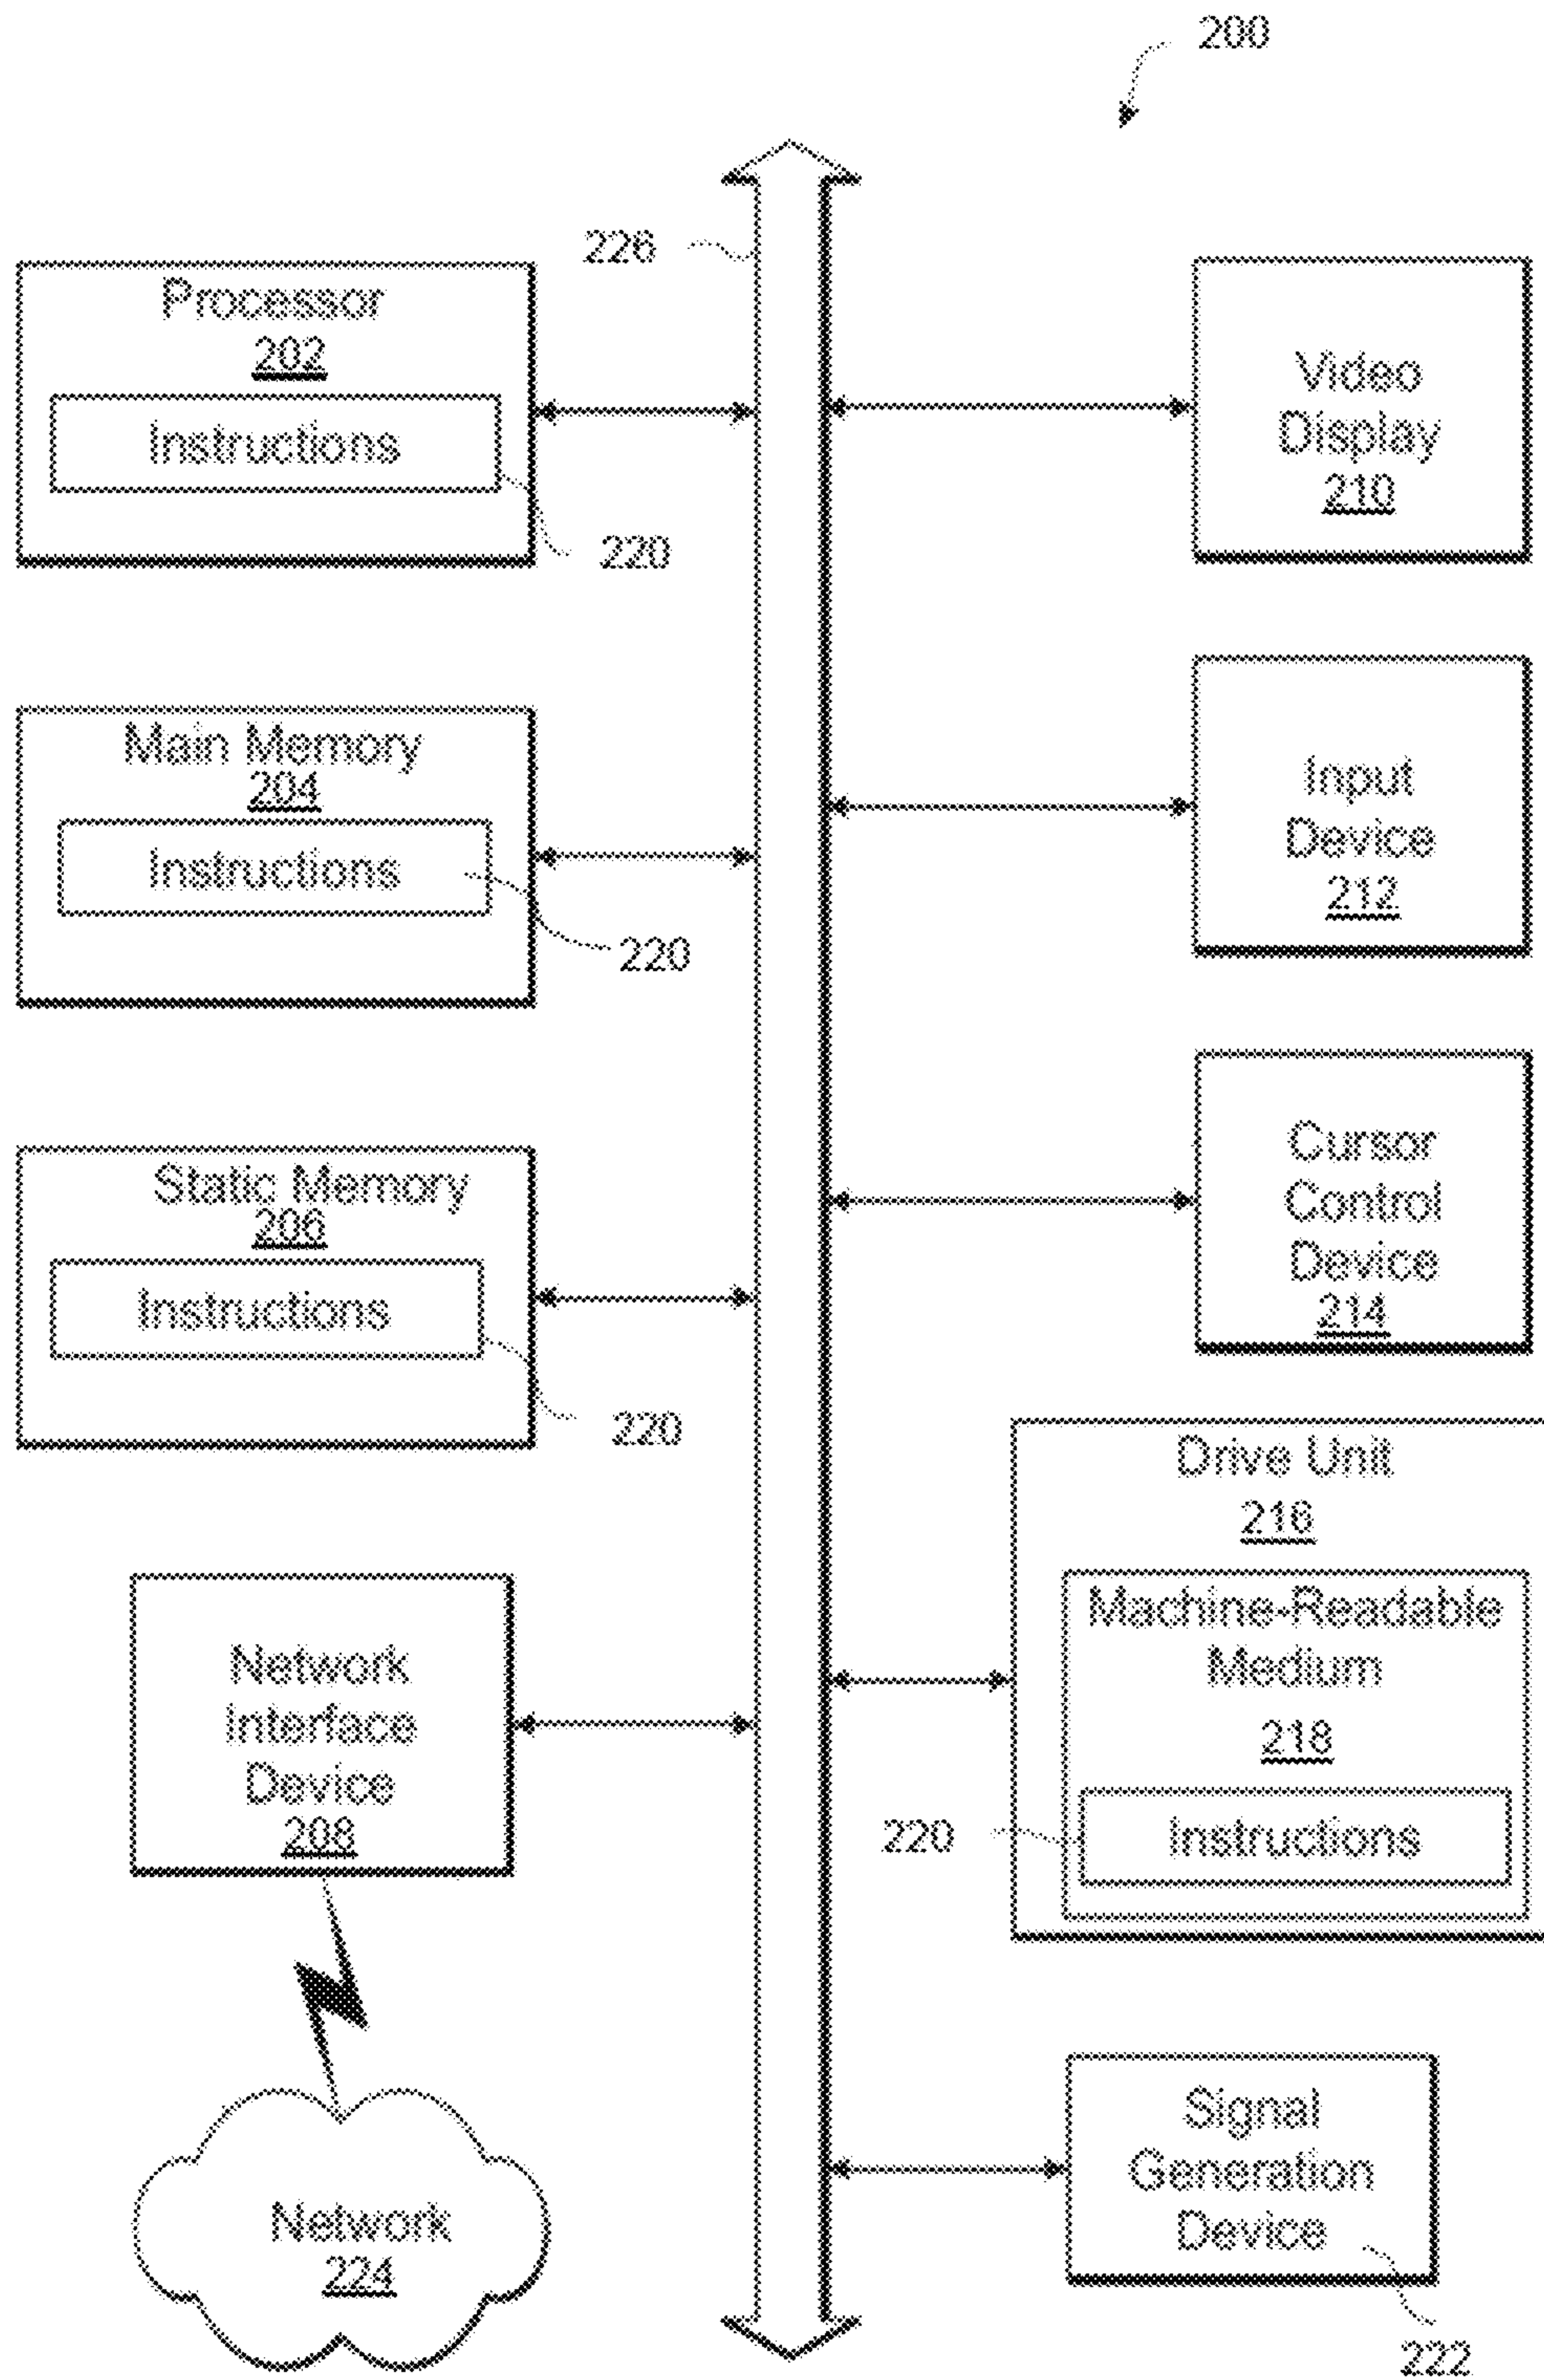 200
226
Processor
202
Instructions
220
Main Memory
204
Instructions
220
Static Memory
206
Instructions
220
Network
Interface
Device
208
Network
224
Video
Display
210
Input
Device
212
Cursor
Control
Device
214
Drive Unit
216
Machine-Readable
Medium
218
Instructions
220
Signal
Generation
Device
222